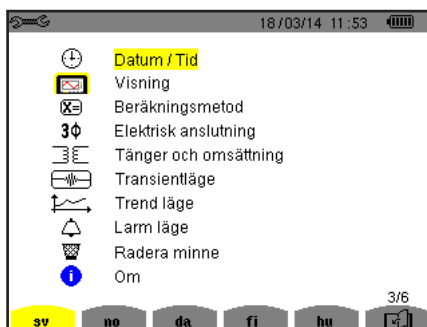 18/03/14 11:53
Datum / Tid
Visning
X= Beräkningsmetod
3ϕ Elektrisk anslutning
Tänger och omsättning
Transientläge
Trend läge
Larm läge
Radera minne
i Om
3/6
sv no da fi hu